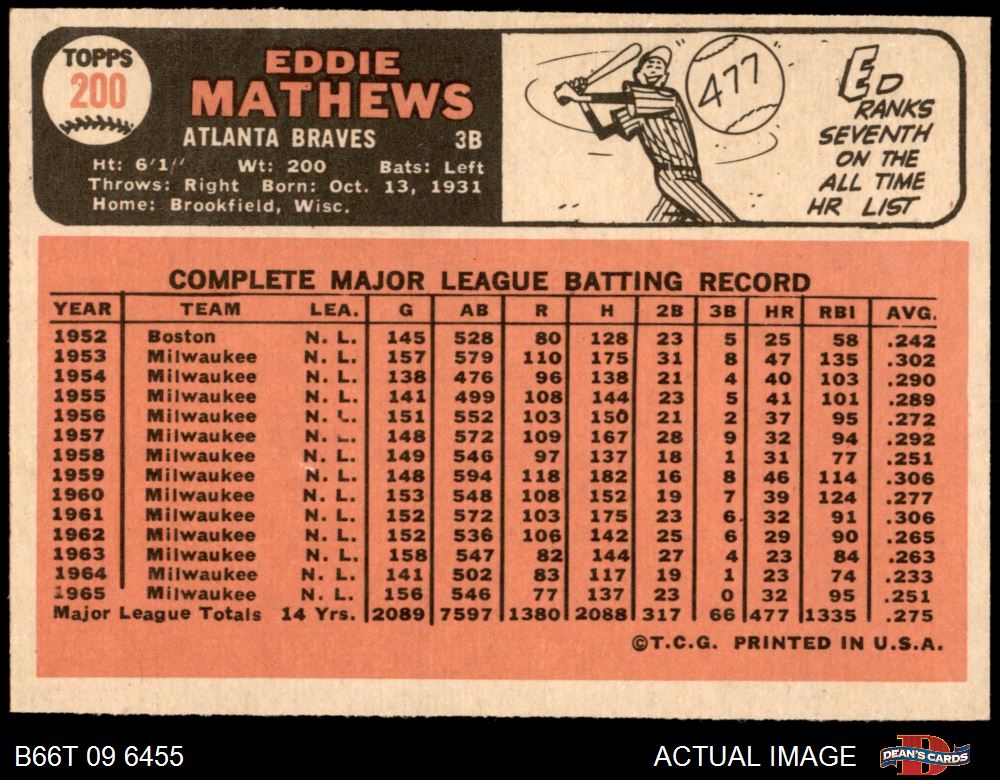 TOPPS
200
EDDIE
MATHEWS
ATLANTA BRAVES 3B
Ht: 6'1" Wt: 200 Bats: Left
Throws: Right Born: Oct. 13, 1931
Home: Brookfield, Wisc.
477
ED
RANKS
SEVENTH
ON THE
ALL TIME
HR LIST
COMPLETE MAJOR LEAGUE BATTING RECORD
YEAR TEAM LEA. G AB R H 2B 3B HR RBI AVG.
1952 Boston N. L. 145 528 80 128 23 5 25 58 .242
1953 Milwaukee N. L. 157 579 110 175 31 8 47 135 .302
1954 Milwaukee N. L. 138 476 96 138 21 4 40 103 .290
1955 Milwaukee N. L. 141 499 108 144 23 5 41 101 .289
1956 Milwaukee N. L. 151 552 103 150 21 2 37 95 .272
1957 Milwaukee N. L. 148 572 109 167 28 9 32 94 .292
1958 Milwaukee N. L. 149 546 97 137 18 1 31 77 .251
1959 Milwaukee N. L. 148 594 118 182 16 8 46 114 .306
1960 Milwaukee N. L. 153 548 108 152 19 7 39 124 .277
1961 Milwaukee N. L. 152 572 103 175 23 6 32 91 .306
1962 Milwaukee N. L. 152 536 106 142 25 6 29 90 .265
1963 Milwaukee N. L. 158 547 82 144 27 4 23 84 .263
1964 Milwaukee N. L. 141 502 83 117 19 1 23 74 .233
1965 Milwaukee N. L. 156 546 77 137 23 0 32 95 .251
Major League Totals 14 Yrs. 2089 7597 1380 2088 317 66 477 1335 .275
©T.C.G. PRINTED IN U.S.A.
B66T 09 6455 ACTUAL IMAGE DEAN'S CARDS